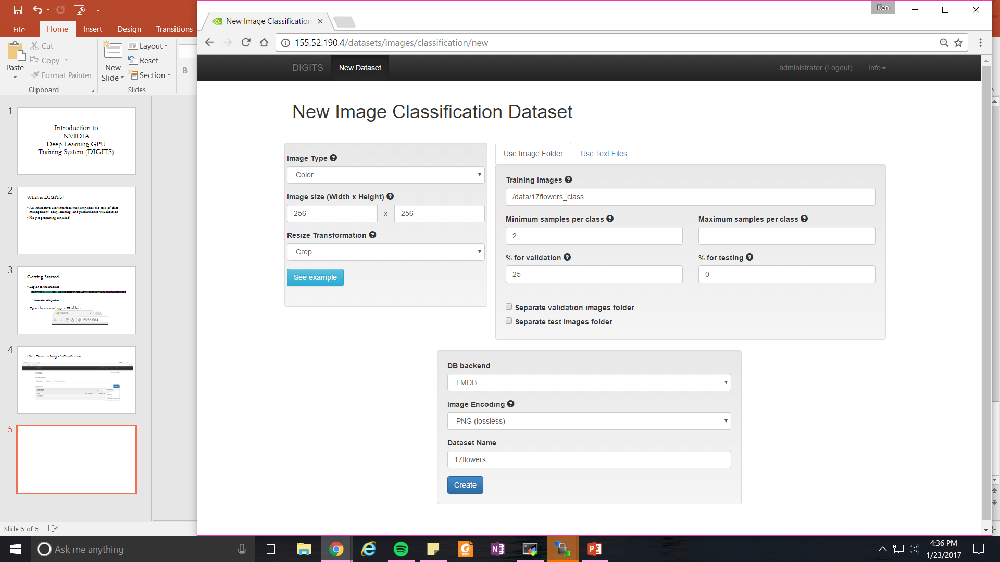 Ken
New Image Classification
155.52.190.4/datasets/images/classification/new
File
Home
Insert
Design
Transitions
Paste
Cut
Copy
Format Painter
Clipboard
New
Slide
Layout
Reset
Section
Slides
B
DIGITS
New Dataset
administrator (Logout)
Info
1
Introduction to
NVIDIA
Deep Learning GPU
Training System (DIGITS)
2
What is DIGITS?
• An interactive user interface that simplifies the task of data
management, deep learning, and performance visualization
• No programming required!
3
Getting Started
• Log on to the machine
• Open a browser and type in IP address
DIGITS
155.52.190.4
4
• New Dataset > Images > Classification
Home
5
Slide 5 of 5
New Image Classification Dataset
Image Type
Color
Image size (Width x Height)
256 x 256
Resize Transformation
Crop
See example
Use Image Folder
Use Text Files
Training Images
/data/17flowers_class
Minimum samples per class
2
Maximum samples per class
% for validation
25
% for testing
0
Separate validation images folder
Separate test images folder
DB backend
LMDB
Image Encoding
PNG (lossless)
Dataset Name
17flowers
Create
Ask me anything
4:36 PM
1/23/2017